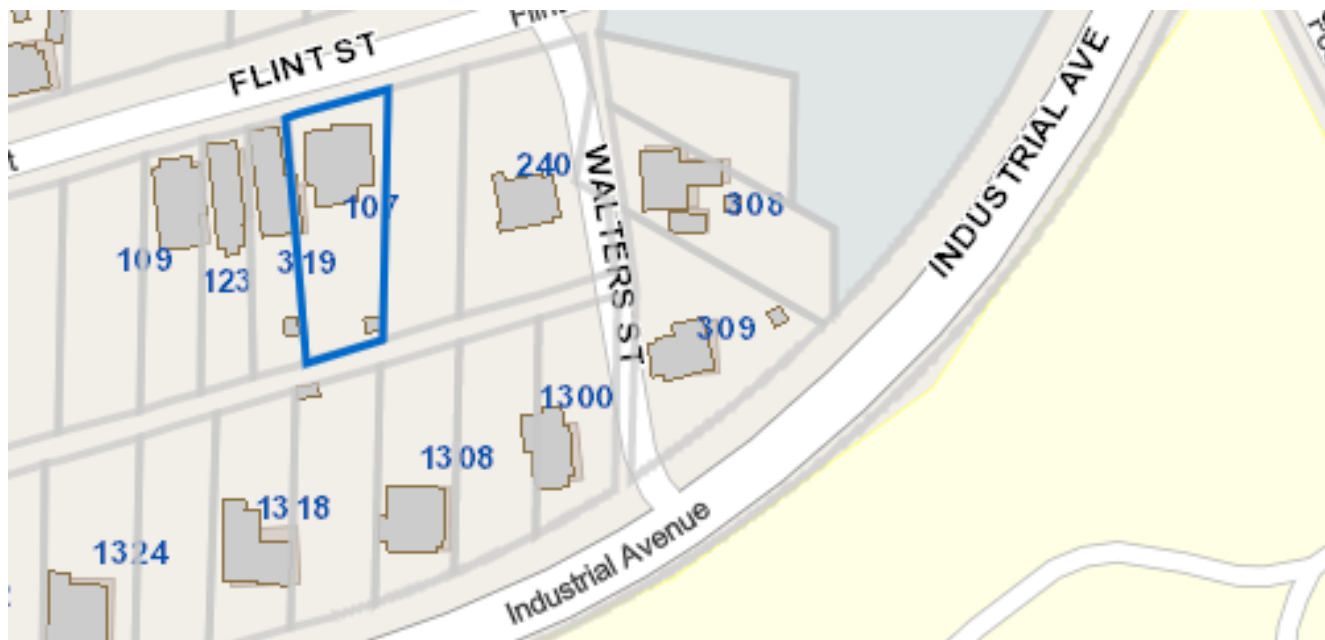 Flint
FLINT ST
INDUSTRIAL AVE
WALTERS ST
240
107
308
109
123
319
309
1300
1308
1318
1324
Industrial Avenue